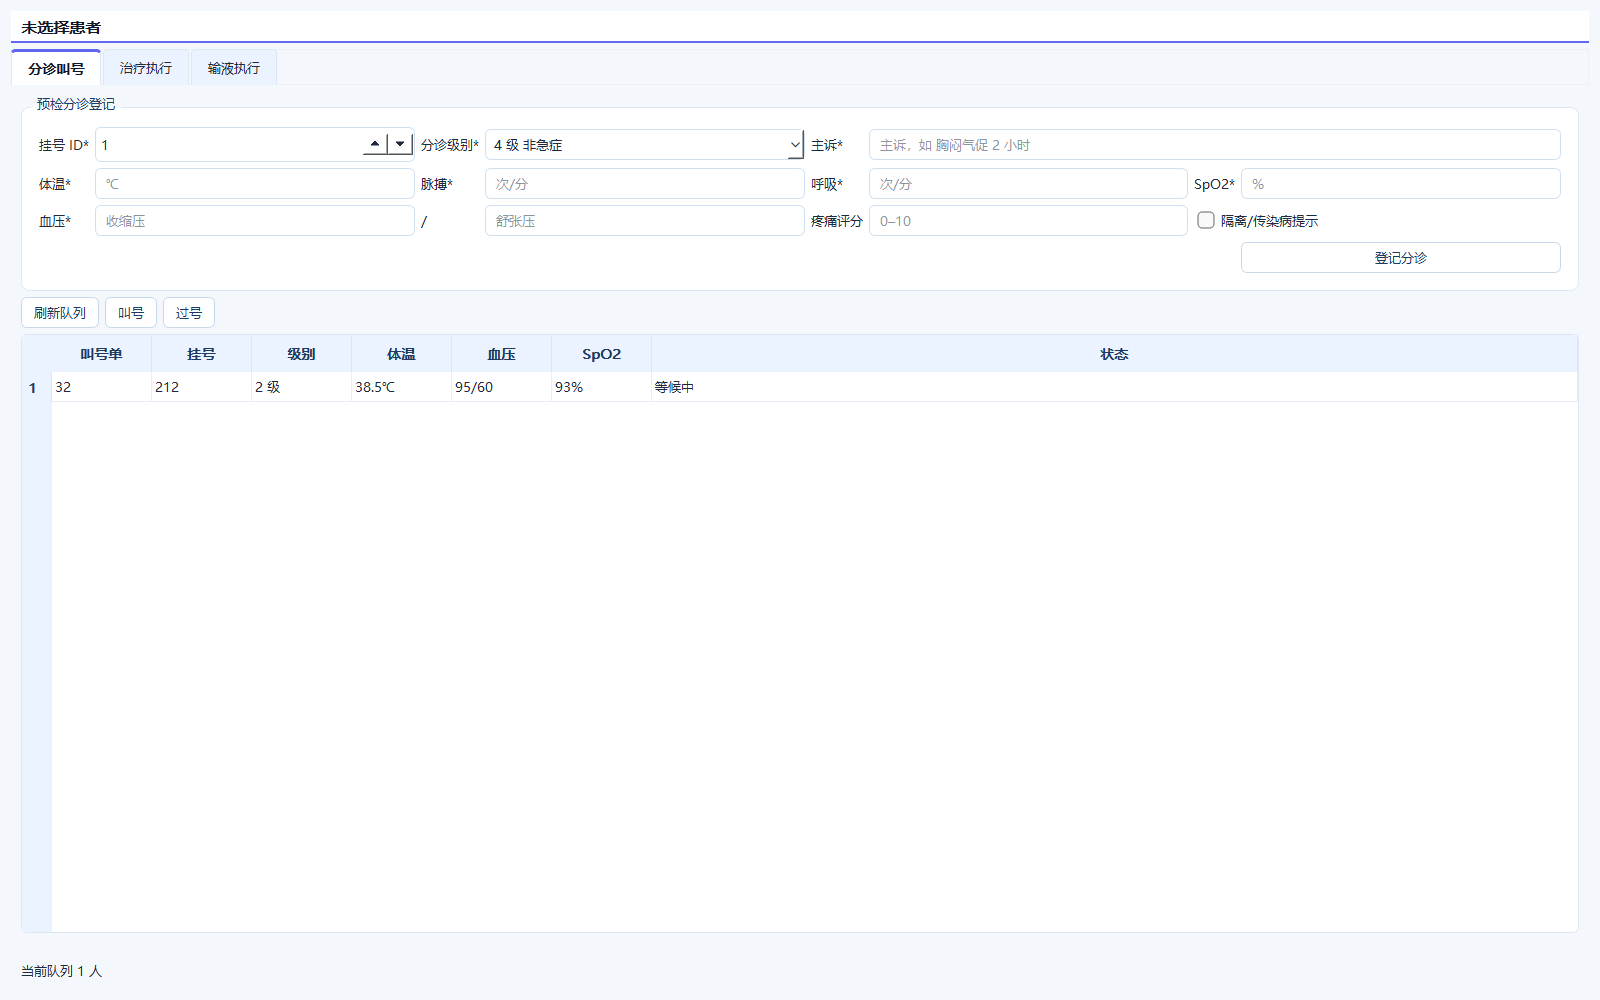 未选择患者
分诊叫号 治疗执行 输液执行
预检分诊登记
挂号 ID* 1 分诊级别* 4 级 非急症 主诉* 主诉，如 胸闷气促 2 小时
体温* ℃ 脉搏* 次/分 呼吸* 次/分 SpO2* %
血压* 收缩压 / 舒张压 疼痛评分 0–10 隔离/传染病提示
登记分诊
刷新队列 叫号 过号
叫号单 挂号 级别 体温 血压 SpO2 状态
1 32 212 2 级 38.5℃ 95/60 93% 等候中
当前队列 1 人